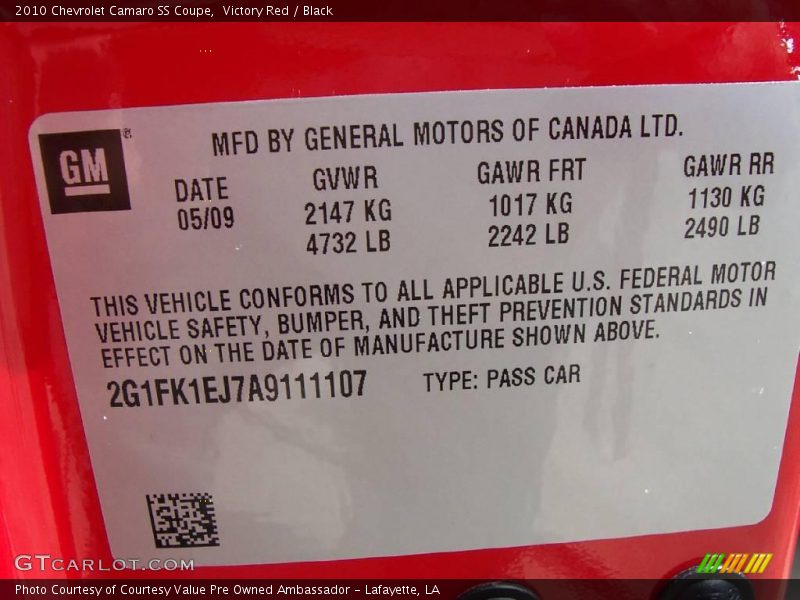 2010 Chevrolet Camaro SS Coupe,  Victory Red / Black
GM®
MFD BY GENERAL MOTORS OF CANADA LTD.
DATE GVWR GAWR FRT GAWR RR
05/09 2147 KG 1017 KG 1130 KG
4732 LB 2242 LB 2490 LB
THIS VEHICLE CONFORMS TO ALL APPLICABLE U.S. FEDERAL MOTOR
VEHICLE SAFETY, BUMPER, AND THEFT PREVENTION STANDARDS IN
EFFECT ON THE DATE OF MANUFACTURE SHOWN ABOVE.
2G1FK1EJ7A9111107 TYPE: PASS CAR
GTCARLOT.COM
Photo Courtesy of Courtesy Value Pre Owned Ambassador - Lafayette, LA